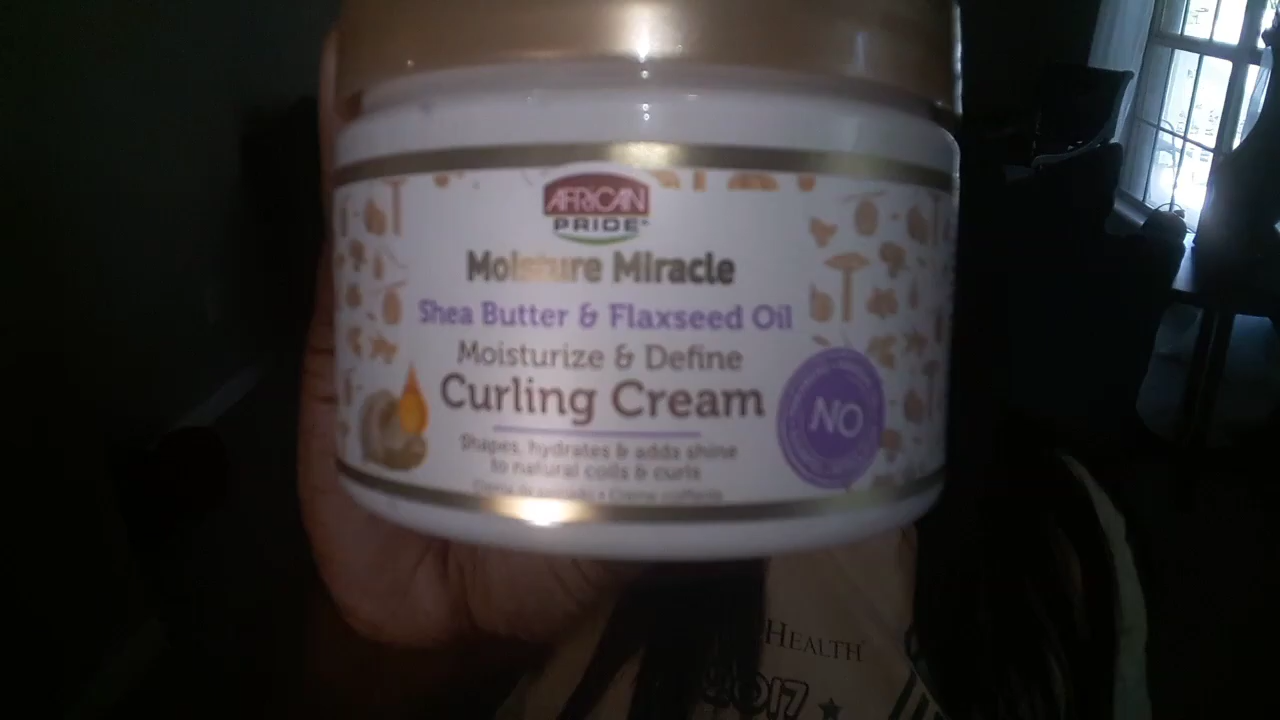 AFRICAN
PRIDE
Moisture Miracle
Shea Butter & Flaxseed Oil
Moisturize & Define
Curling Cream
Shapes, hydrates & adds shine
to natural coils & curls
NO
HEALTH
2017